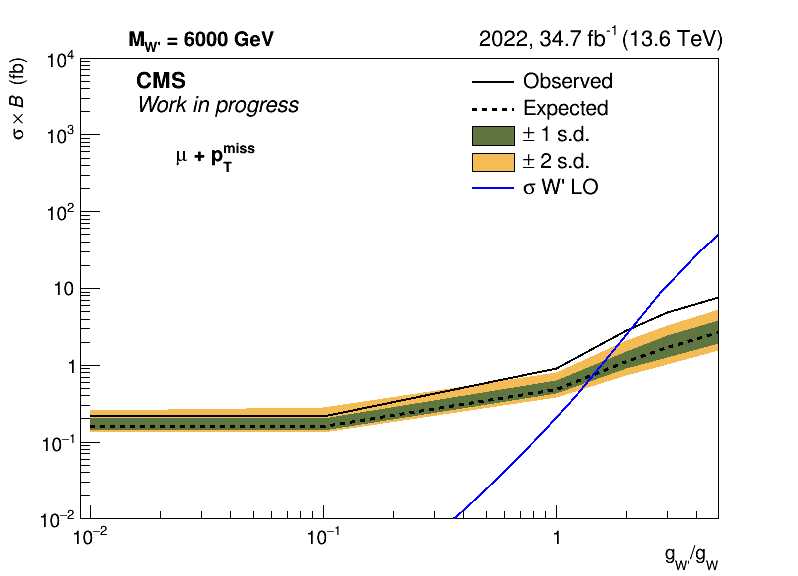 M_W' = 6000 GeV
2022, 34.7 fb⁻¹ (13.6 TeV)
σ × B (fb)
CMS
Work in progress
μ + p_T^miss
Observed
Expected
± 1 s.d.
± 2 s.d.
σ W' LO
10⁴
10³
10²
10
1
10⁻¹
10⁻²
10⁻²
10⁻¹
1
g_W'/g_W